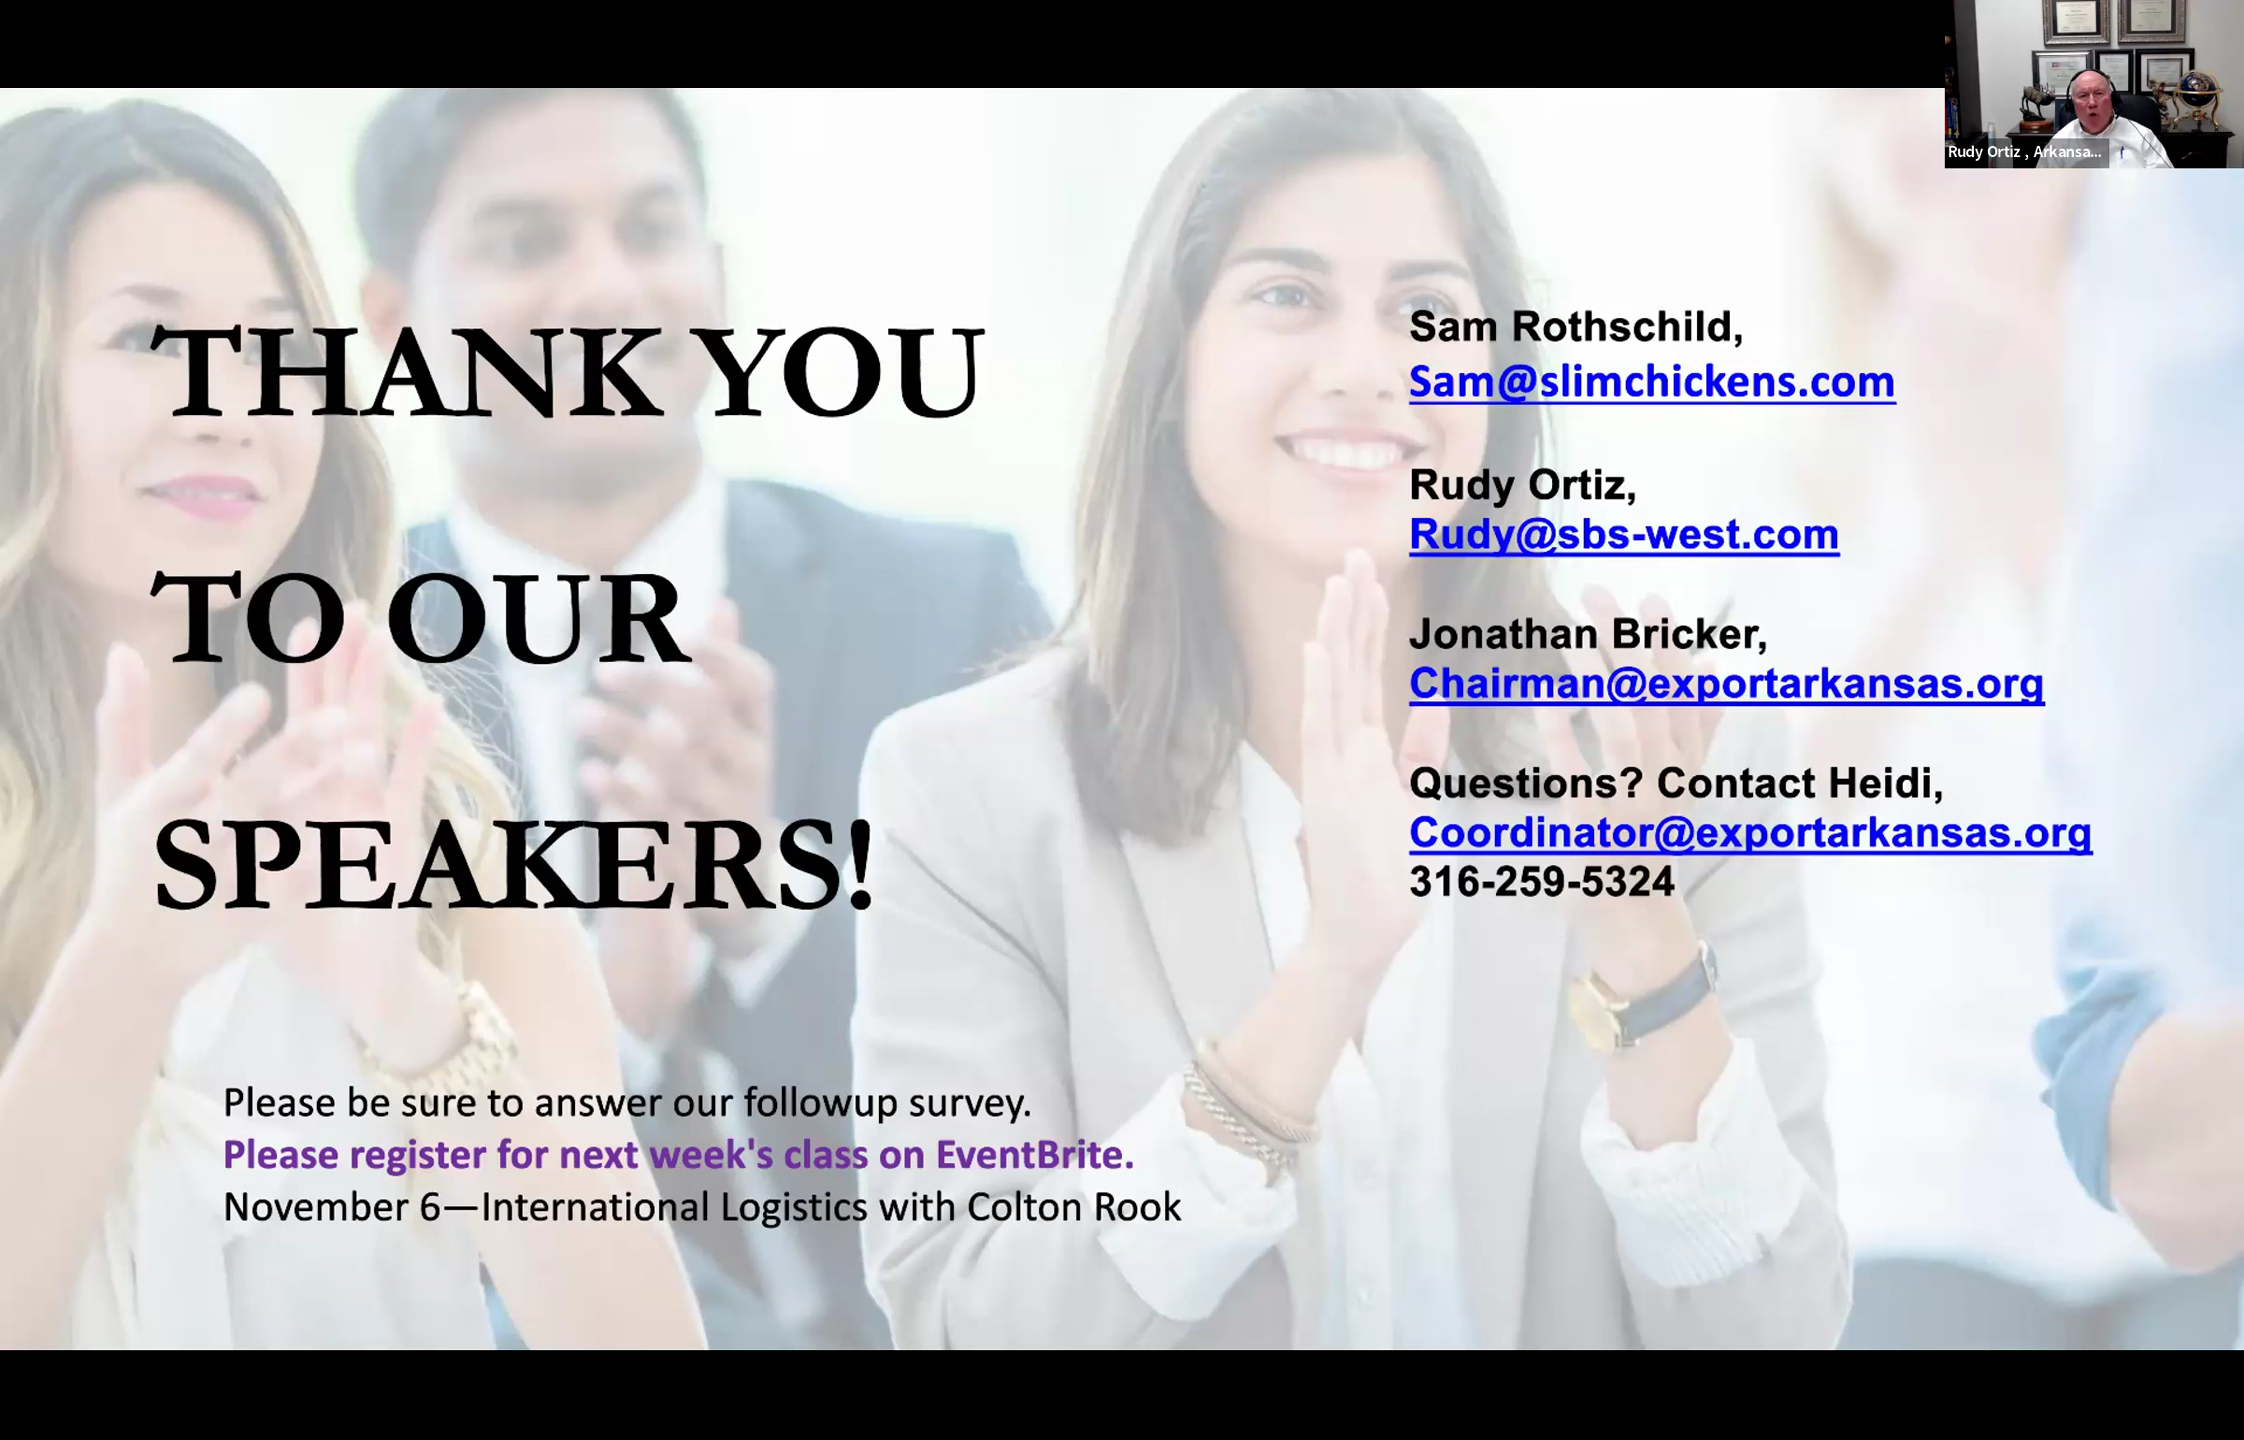 THANK YOU
TO OUR
SPEAKERS!
Sam Rothschild,
Sam@slimchickens.com
Rudy Ortiz,
Rudy@sbs-west.com
Jonathan Bricker,
Chairman@exportarkansas.org
Questions? Contact Heidi,
Coordinator@exportarkansas.org
316-259-5324
Please be sure to answer our followup survey.
Please register for next week's class on EventBrite.
November 6—International Logistics with Colton Rook
Rudy Ortiz , Arkansa...